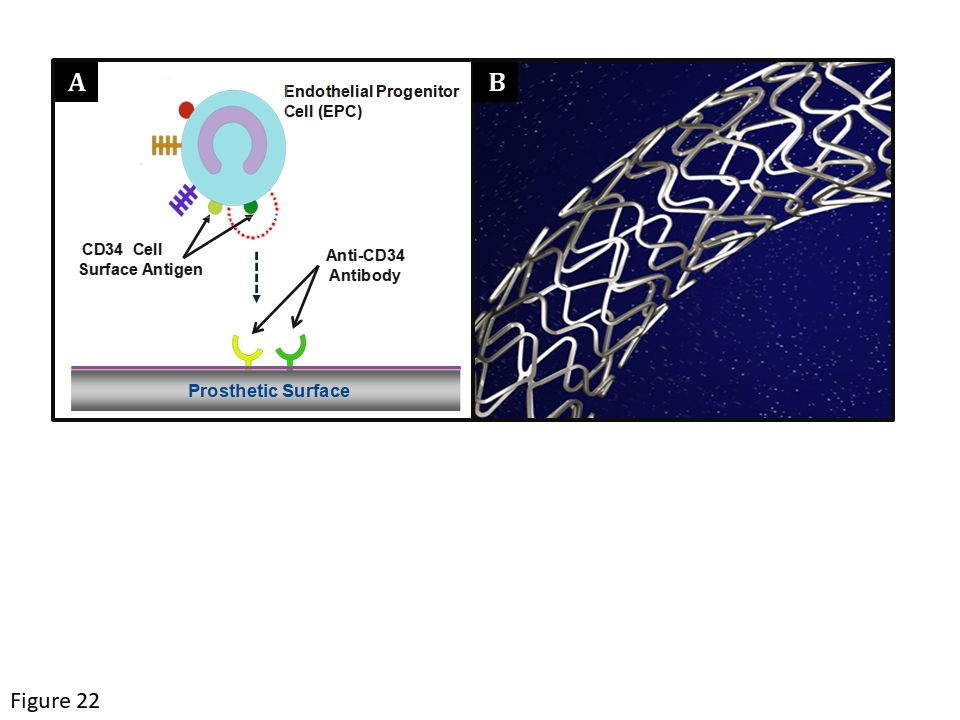 A
Endothelial Progenitor
Cell (EPC)
CD34 Cell
Surface Antigen
Anti-CD34
Antibody
Prosthetic Surface
B
Figure 22